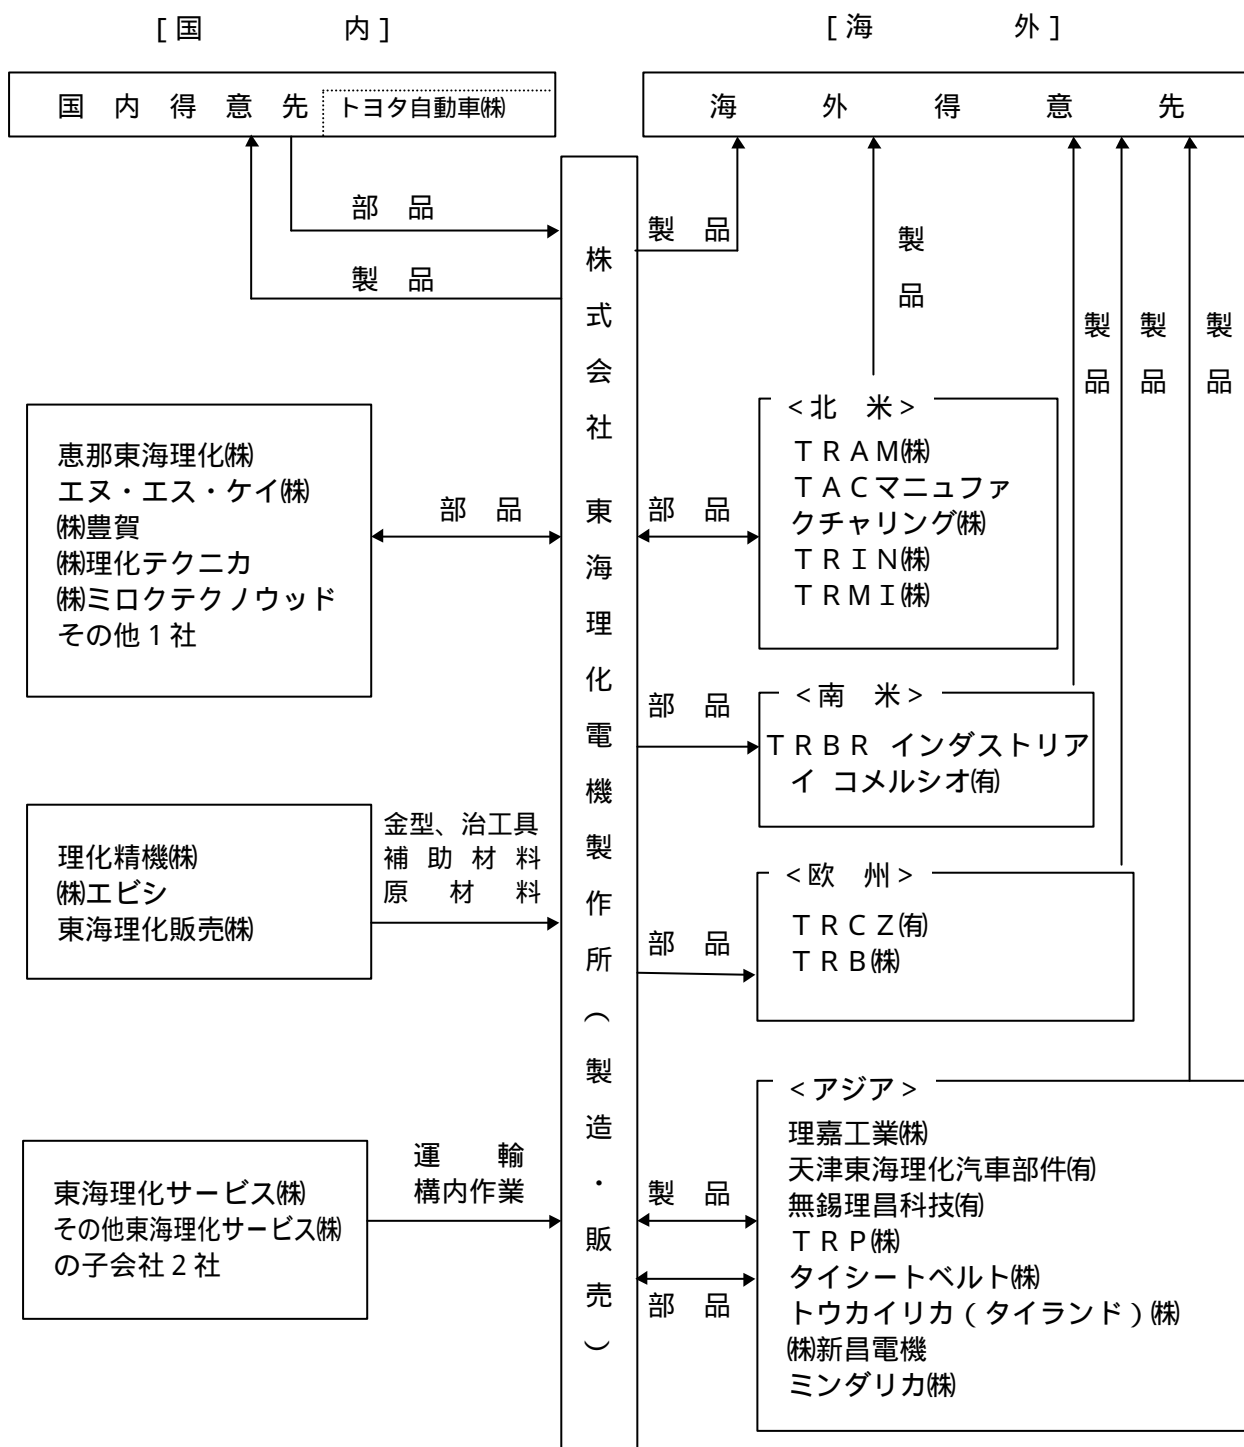 [国　　　内]
[海　　　外]
国内得意先 トヨタ自動車㈱
海外得意先
部品
製品
製品
製品
製品
製品
製品
株式会社 東海理化電機製作所(製造・販売)
恵那東海理化㈱
エヌ・エス・ケイ㈱
㈱豊賀
㈱理化テクニカ
㈱ミロクテクノウッド
その他1社
部品
部品
<北　米>
TRAM㈱
TACマニュファ
クチャリング㈱
TRIN㈱
TRMI㈱
部品
<南　米>
TRBR インダストリア
イ コメルシオ㈲
理化精機㈱
㈱エビシ
東海理化販売㈱
金型、治工具
補助材料
原材料
部品
<欧　州>
TRCZ㈲
TRB㈱
東海理化サービス㈱
その他東海理化サービス㈱
の子会社2社
運輸
構内作業
製品
部品
<アジア>
理嘉工業㈱
天津東海理化汽車部件㈲
無錫理昌科技㈲
TRP㈱
タイシートベルト㈱
トウカイリカ(タイランド)㈱
㈱新昌電機
ミンダリカ㈱